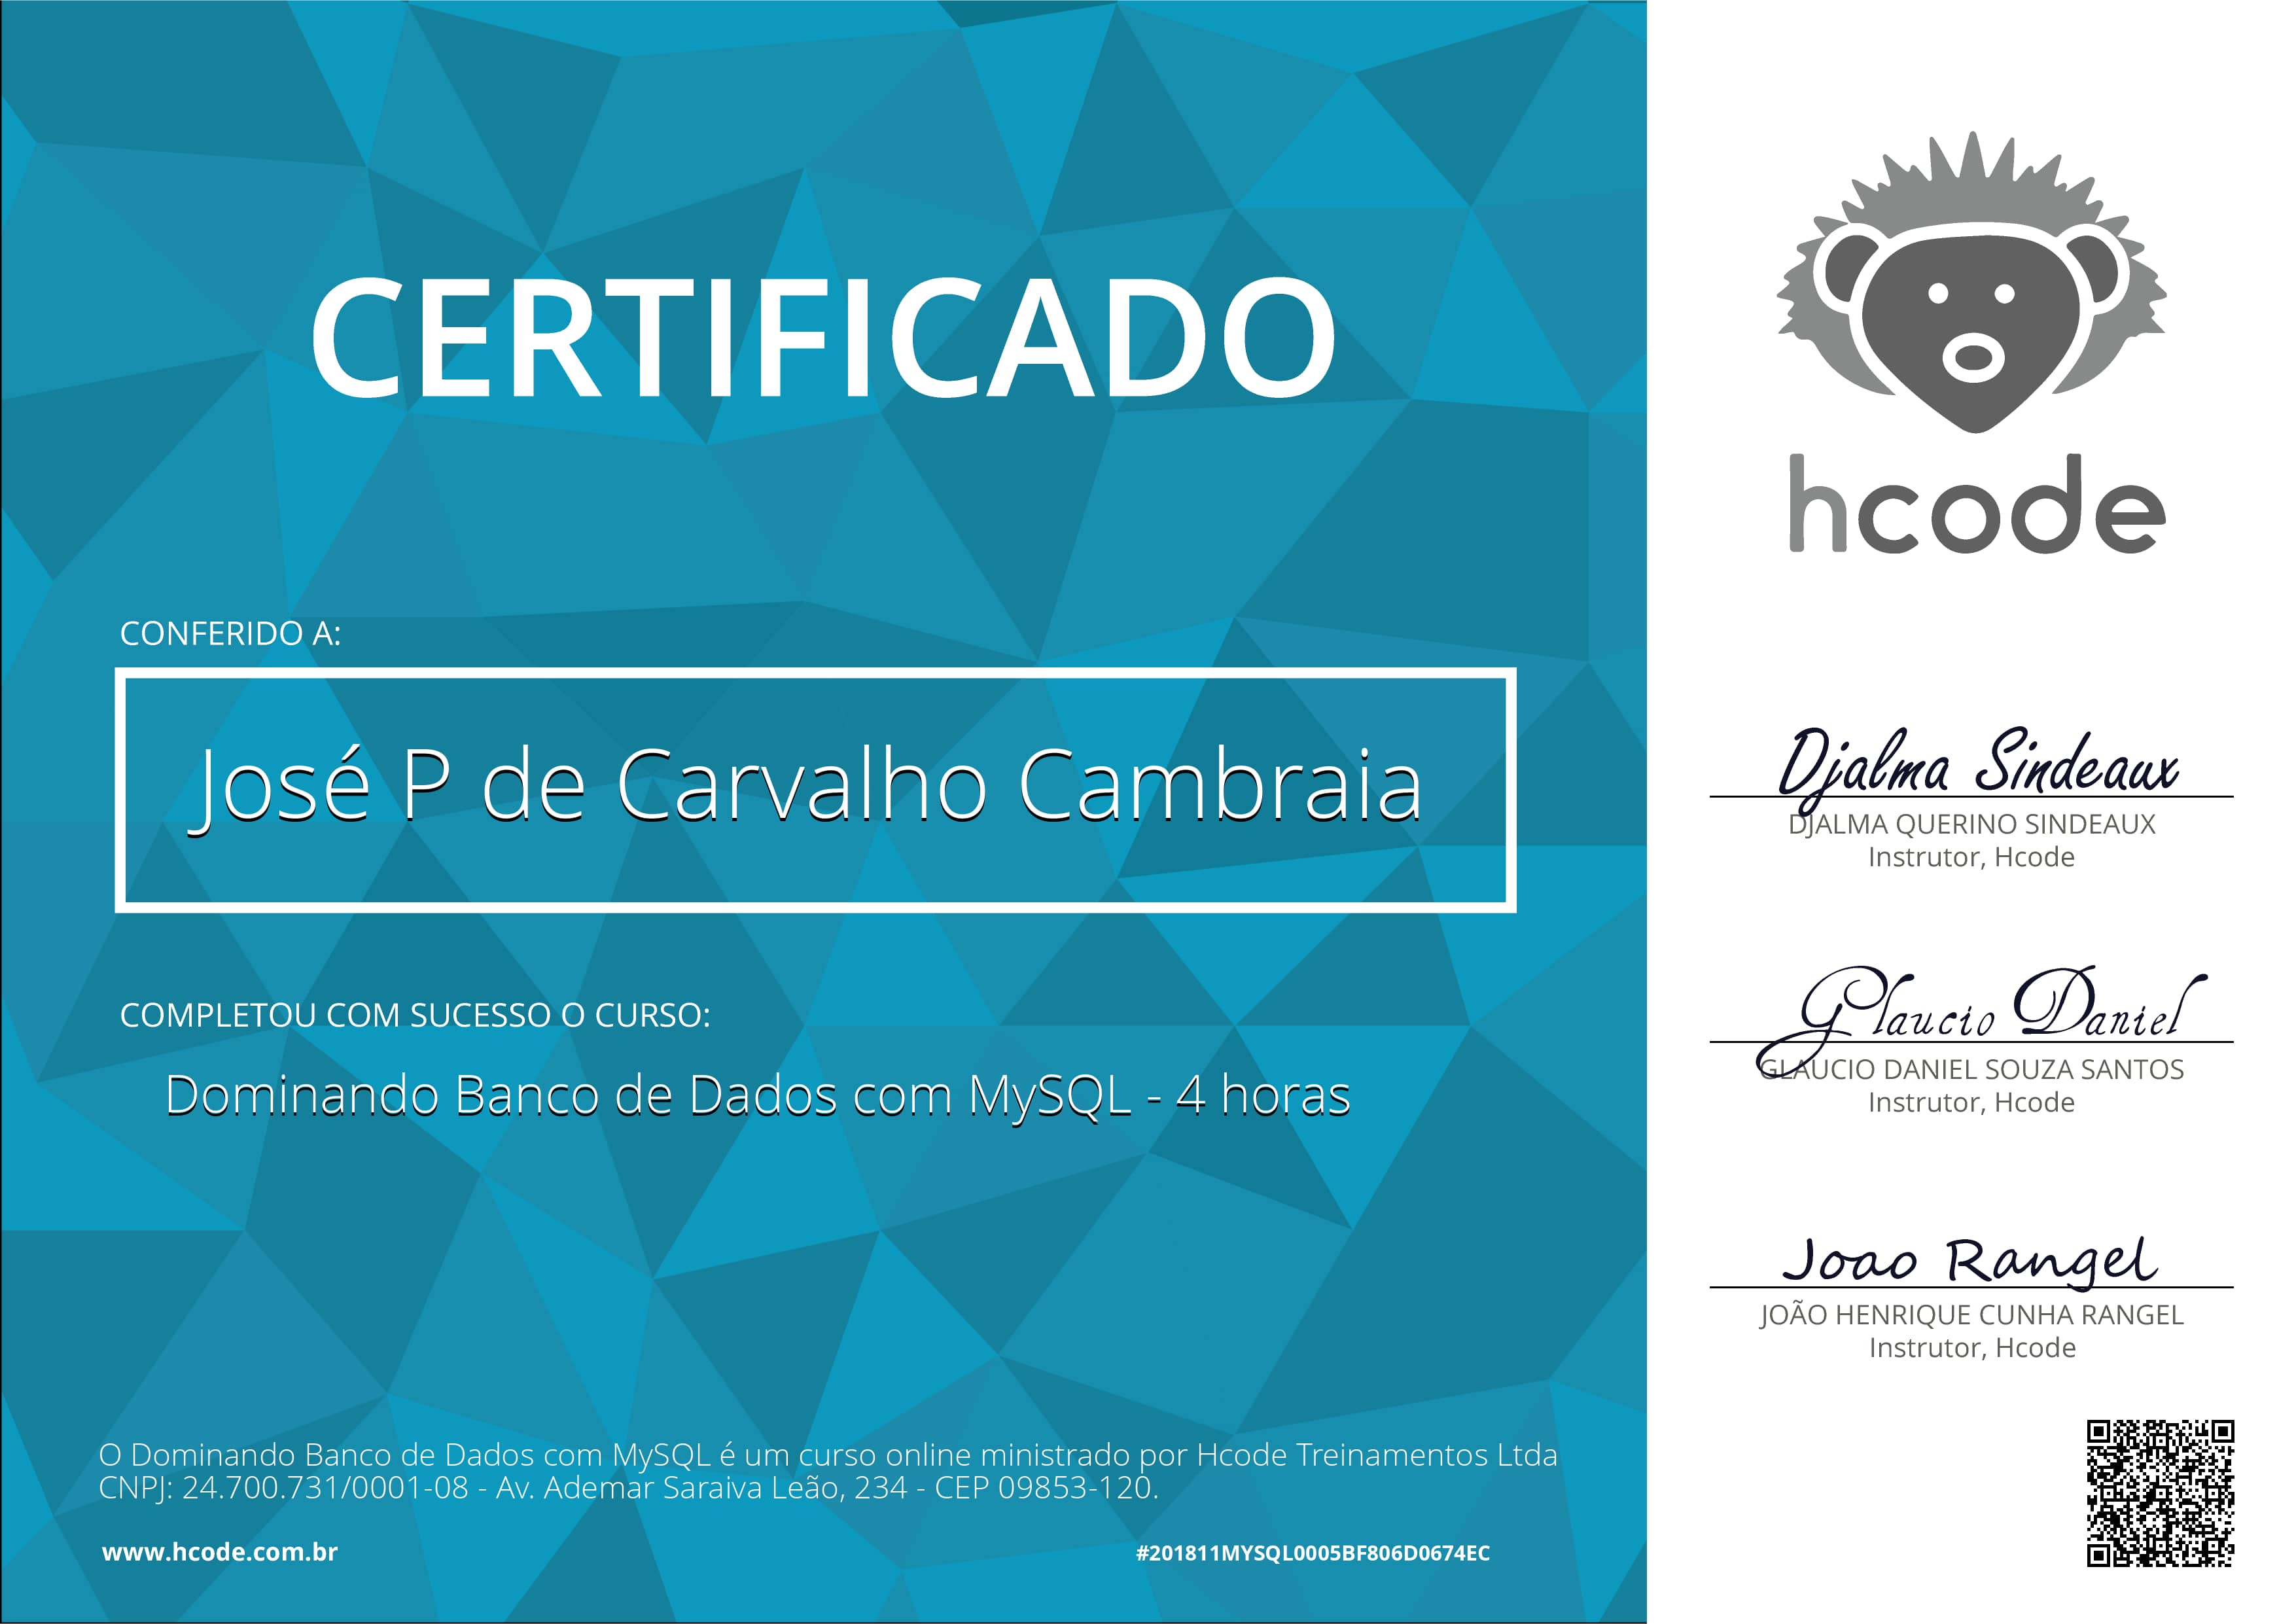 CERTIFICADO
CONFERIDO A:
José P de Carvalho Cambraia
COMPLETOU COM SUCESSO O CURSO:
Dominando Banco de Dados com MySQL - 4 horas
O Dominando Banco de Dados com MySQL é um curso online ministrado por Hcode Treinamentos Ltda
CNPJ: 24.700.731/0001-08 - Av. Ademar Saraiva Leão, 234 - CEP 09853-120.
www.hcode.com.br
#201811MYSQL0005BF806D0674EC
hcode
Djalma Sindeaux
DJALMA QUERINO SINDEAUX
Instrutor, Hcode
Glaucio Daniel
GLAUCIO DANIEL SOUZA SANTOS
Instrutor, Hcode
Joao Rangel
JOÃO HENRIQUE CUNHA RANGEL
Instrutor, Hcode